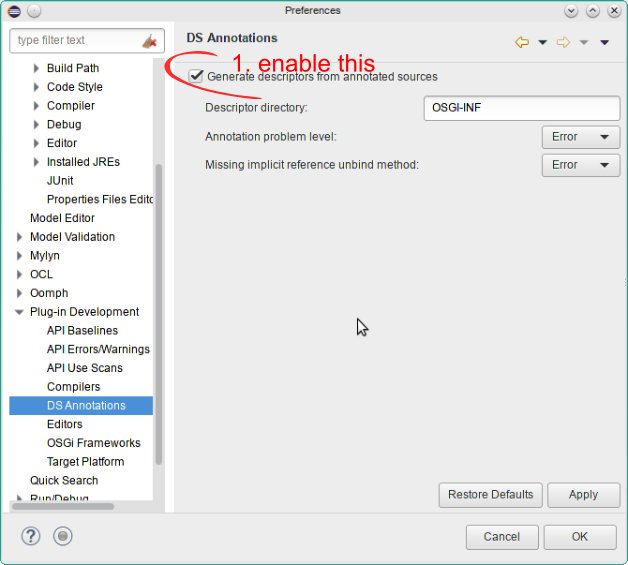 Preferences
type filter text
DS Annotations
1. enable this
Generate descriptors from annotated sources
Descriptor directory:
OSGI-INF
Annotation problem level:
Error
Missing implicit reference unbind method:
Error
Build Path
Code Style
Compiler
Debug
Editor
Installed JREs
JUnit
Properties Files Edito
Model Editor
Model Validation
Mylyn
OCL
Oomph
Plug-in Development
API Baselines
API Errors/Warnings
API Use Scans
Compilers
DS Annotations
Editors
OSGi Frameworks
Target Platform
Quick Search
Run/Debug
Restore Defaults
Apply
?
Cancel
OK